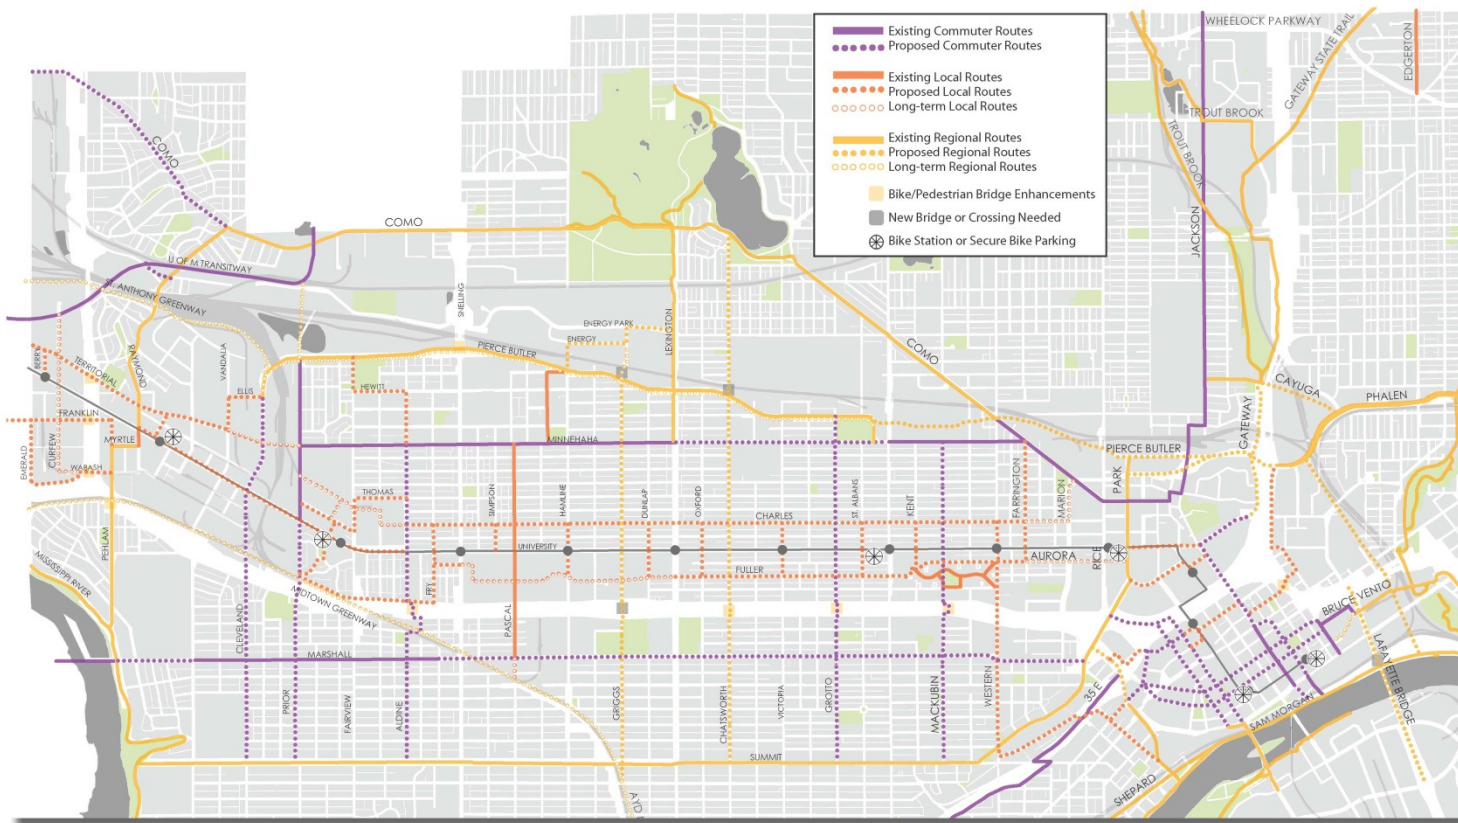 WHEELOCK PARKWAY
GATEWAY STATE TRAIL
EDGERTON
Existing Commuter Routes
Proposed Commuter Routes
Existing Local Routes
Proposed Local Routes
Long-term Local Routes
Existing Regional Routes
Proposed Regional Routes
Long-term Regional Routes
Bike/Pedestrian Bridge Enhancements
New Bridge or Crossing Needed
Bike Station or Secure Bike Parking
TROUT BROOK
TROUT BROOK
TROUT BROOK
JACKSON
COMO
COMO
U OF M TRANSITWAY
ST. ANTHONY GREENWAY
SNELLING
ENERGY PARK
ENERGY
LEXINGTON
PIERCE BUTLER
COMO
BERRY
TERRITORIAL
RAYMOND
VANDALIA
ELLIS
HEWITT
CAYUGA
PHALEN
FRANKLIN
MYRTLE
MINNEHAHA
GATEWAY
PIERCE BUTLER
EMERALD
CURFEW
WABASH
PARK
THOMAS
SIMPSON
HAMLINE
DUNLAP
OXFORD
ST. ALBANS
KENT
FARRINGTON
MARION
CHARLES
PEHLAM
UNIVERSITY
AURORA
RICE
MISSISSIPPI RIVER
FULLER
FRY
MIDTOWN GREENWAY
BRUCE VENTO
CLEVELAND
PASCAL
MARSHALL
LAFAYETTE BRIDGE
PRIOR
FAIRVIEW
ALDINE
GRIGGS
CHATSWORTH
VICTORIA
GROTTO
MACKUBIN
WESTERN
35 E
SAM MORGAN
SUMMIT
SHEPARD
AYD